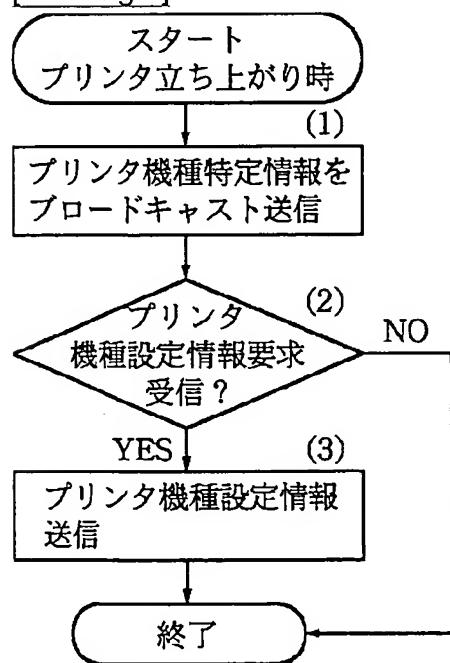 スタート
プリンタ立ち上がり時
(1)
プリンタ機種特定情報を
ブロードキャスト送信
(2)
プリンタ
機種設定情報要求
受信?
NO
YES
(3)
プリンタ機種設定情報
送信
終了